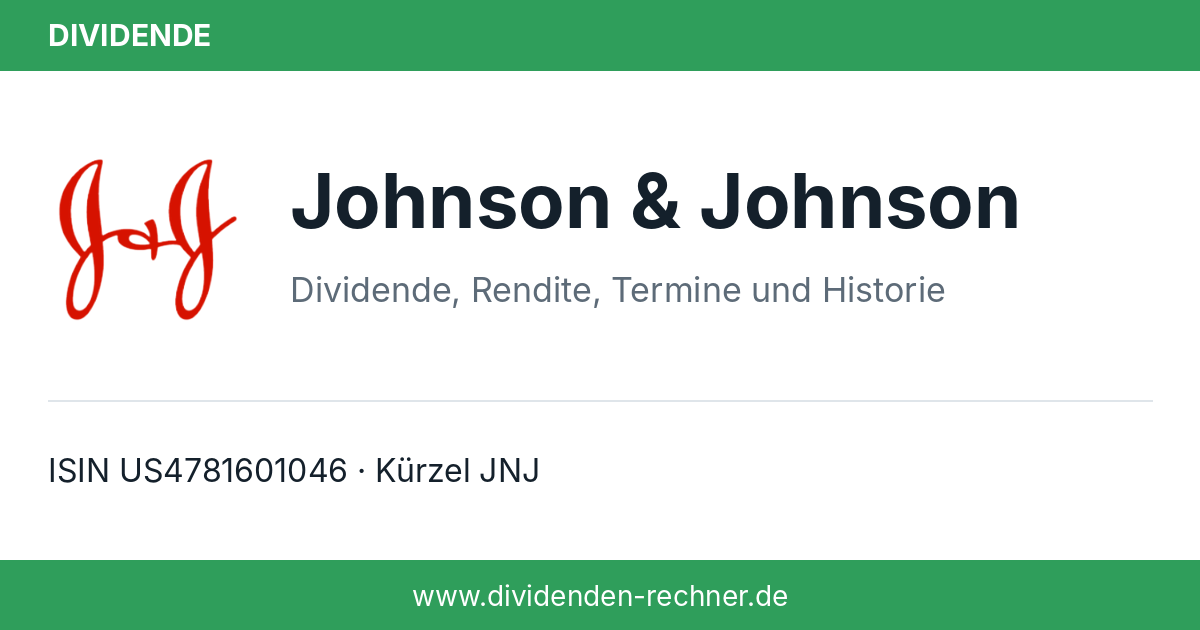 DIVIDENDE
J&J
Johnson & Johnson
Dividende, Rendite, Termine und Historie
ISIN US4781601046 · Kürzel JNJ
www.dividenden-rechner.de